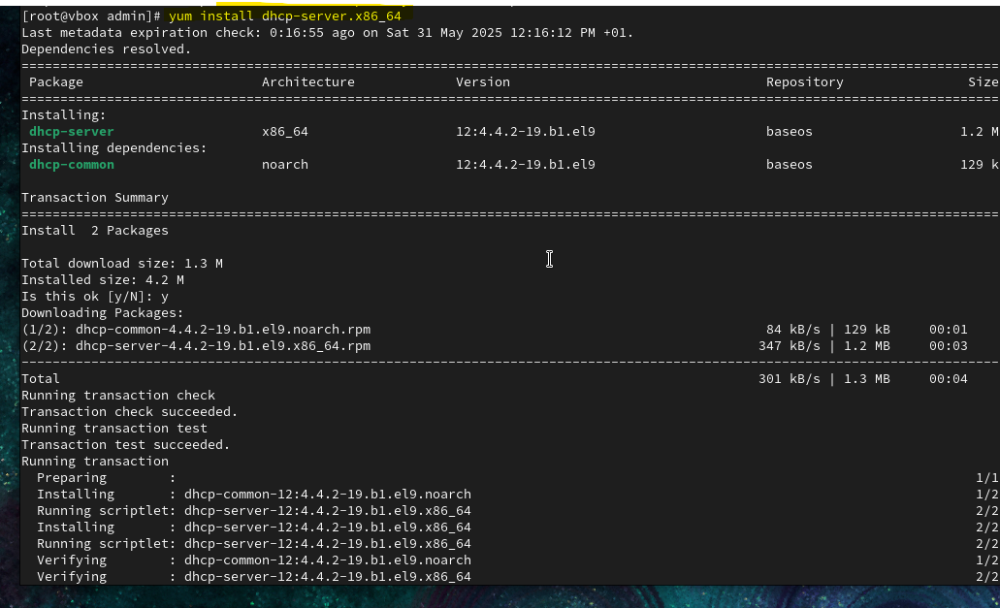 [root@vbox admin]# yum install dhcp-server.x86_64
Last metadata expiration check: 0:16:55 ago on Sat 31 May 2025 12:16:12 PM +01.
Dependencies resolved.
================================================================================
Package Architecture Version Repository Size
================================================================================
Installing:
dhcp-server x86_64 12:4.4.2-19.b1.el9 baseos 1.2 M
Installing dependencies:
dhcp-common noarch 12:4.4.2-19.b1.el9 baseos 129 k
Transaction Summary
================================================================================
Install  2 Packages
Total download size: 1.3 M
Installed size: 4.2 M
Is this ok [y/N]: y
Downloading Packages:
(1/2): dhcp-common-4.4.2-19.b1.el9.noarch.rpm 84 kB/s | 129 kB 00:01
(2/2): dhcp-server-4.4.2-19.b1.el9.x86_64.rpm 347 kB/s | 1.2 MB 00:03
--------------------------------------------------------------------------------
Total 301 kB/s | 1.3 MB 00:04
Running transaction check
Transaction check succeeded.
Running transaction test
Transaction test succeeded.
Running transaction
Preparing : 1/1
Installing : dhcp-common-12:4.4.2-19.b1.el9.noarch 1/2
Running scriptlet: dhcp-server-12:4.4.2-19.b1.el9.x86_64 2/2
Installing : dhcp-server-12:4.4.2-19.b1.el9.x86_64 2/2
Running scriptlet: dhcp-server-12:4.4.2-19.b1.el9.x86_64 2/2
Verifying : dhcp-common-12:4.4.2-19.b1.el9.noarch 1/2
Verifying : dhcp-server-12:4.4.2-19.b1.el9.x86_64 2/2